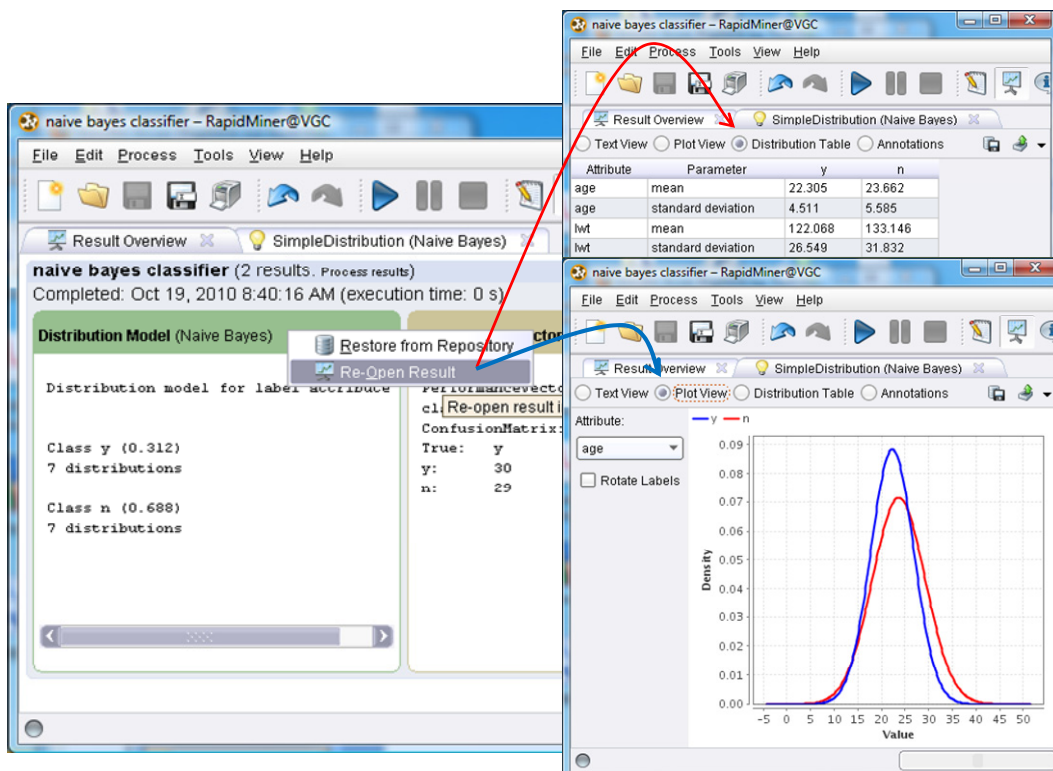 naive bayes classifier – RapidMiner@VGC
File Edit Process Tools View Help
Result Overview SimpleDistribution (Naive Bayes)
naive bayes classifier (2 results. Process results)
Completed: Oct 19, 2010 8:40:16 AM (execution time: 0 s)
Distribution Model (Naive Bayes)
Restore from Repository
Re-Open Result
Distribution model for label attribute
Re-open result i
ConfusionMatrix:
Class y (0.312)
True: y
7 distributions
y: 30
n: 29
Class n (0.688)
7 distributions
naive bayes classifier – RapidMiner@VGC
File Edit Process Tools View Help
Result Overview SimpleDistribution (Naive Bayes)
Text View Plot View Distribution Table Annotations
Attribute Parameter y n
age mean 22.305 23.662
age standard deviation 4.511 5.585
lwt mean 122.068 133.146
lwt standard deviation 26.549 31.832
naive bayes classifier – RapidMiner@VGC
File Edit Process Tools View Help
Result Overview SimpleDistribution (Naive Bayes)
Text View Plot View Distribution Table Annotations
Attribute:
age
Rotate Labels
y n
0.09
0.08
0.07
0.06
0.05
0.04
0.03
0.02
0.01
0.00
Density
-5 0 5 10 15 20 25 30 35 40 45 50
Value